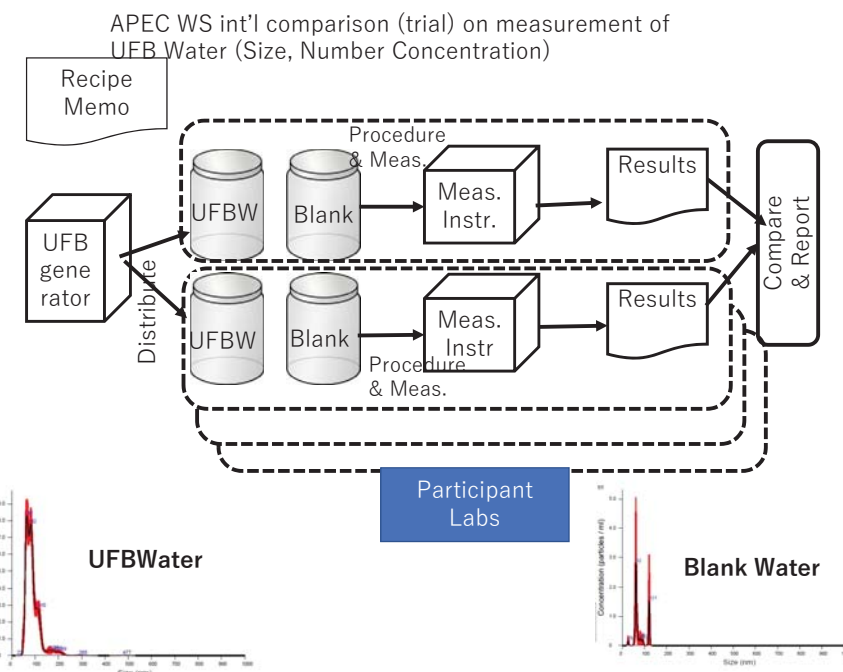 APEC WS int'l comparison (trial) on measurement of
UFB Water (Size, Number Concentration)
Recipe
Memo
Procedure
& Meas.
UFBW
Blank
Meas.
Instr.
Results
UFB
gene
rator
Distribute
Compare
& Report
UFBW
Blank
Meas.
Instr
Results
Procedure
& Meas.
Participant
Labs
UFBWater
Blank Water
Concentration (particles / ml)
Size (nm)
Size (nm)